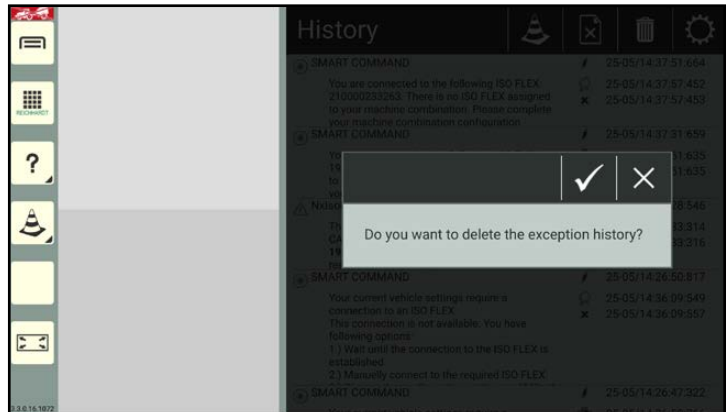 History
SMART COMMAND 25-05/14:37:51:664
You are connected to the following ISO FLEX 25-05/14:37:57:452
210000233263. There is no ISO FLEX assigned 25-05/14:37:57:453
to your machine combination. Please complete
your machine combination configuration
SMART COMMAND 25-05/14:37:31:659
Do you want to delete the exception history?
SMART COMMAND 25-05/14:26:50:817
Your current vehicle settings require a 25-05/14:36:09:549
connection to an ISO FLEX 25-05/14:36:09:557
This connection is not available. You have
following options:
1.) Wait until the connection to the ISO FLEX is
established
2.) Manuelly connect to the required ISO FLEX
SMART COMMAND 25-05/14:26:47:322
REICHHARDT
?
3.3.0.16.1072